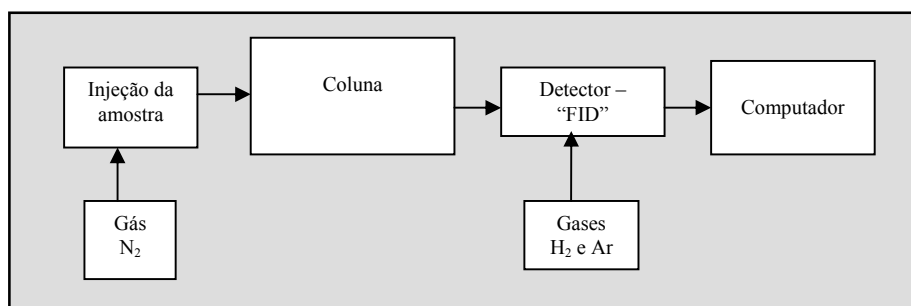 Injeção da
amostra
Coluna
Detector –
“FID”
Computador
Gás
N₂
Gases
H₂ e Ar